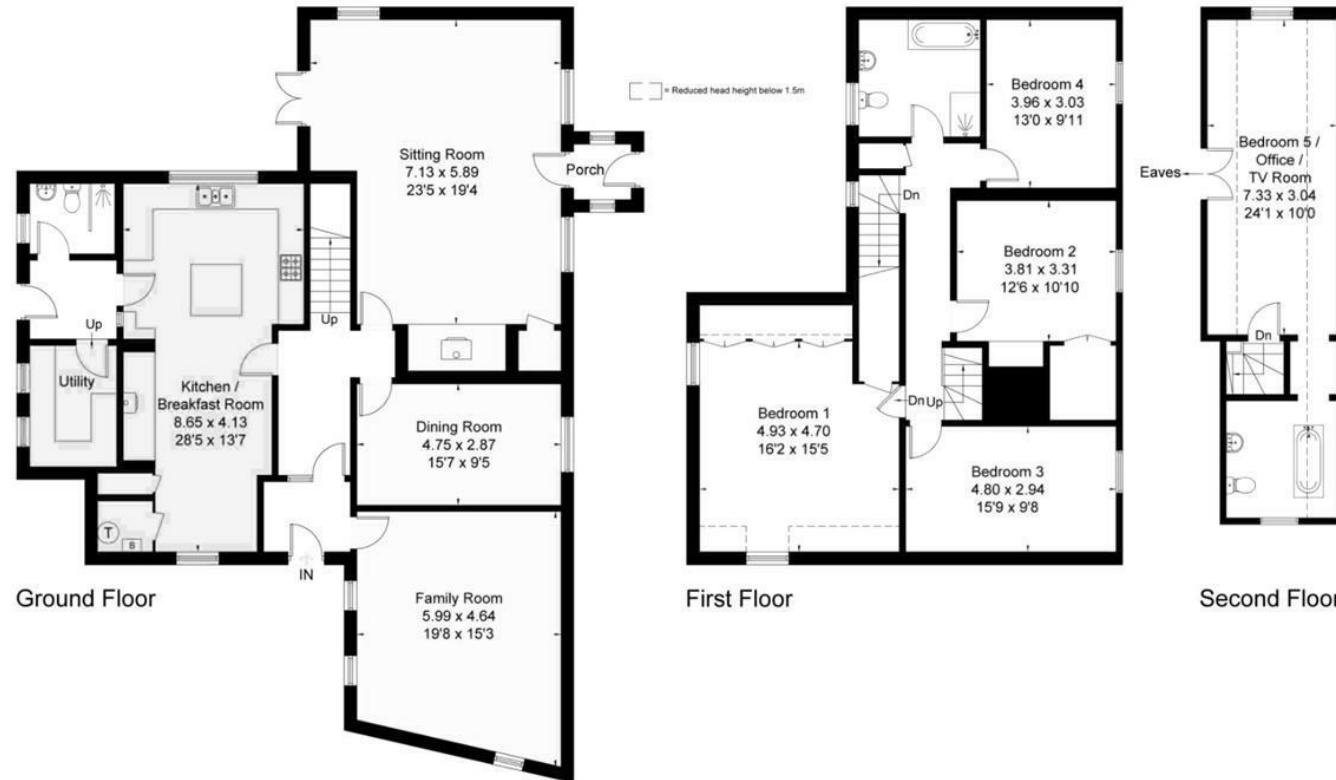 = Reduced head height below 1.5m
Sitting Room
7.13 x 5.89
23'5 x 19'4
Porch
Up
Up
Utility
Kitchen /
Breakfast Room
8.65 x 4.13
28'5 x 13'7
Dining Room
4.75 x 2.87
15'7 x 9'5
T
B
IN
Family Room
5.99 x 4.64
19'8 x 15'3
Ground Floor
Bedroom 4
3.96 x 3.03
13'0 x 9'11
Dn
Bedroom 2
3.81 x 3.31
12'6 x 10'10
Bedroom 1
4.93 x 4.70
16'2 x 15'5
Dn
Up
Bedroom 3
4.80 x 2.94
15'9 x 9'8
First Floor
Eaves
Bedroom 5 /
Office /
TV Room
7.33 x 3.04
24'1 x 10'0
Dn
Second Floor